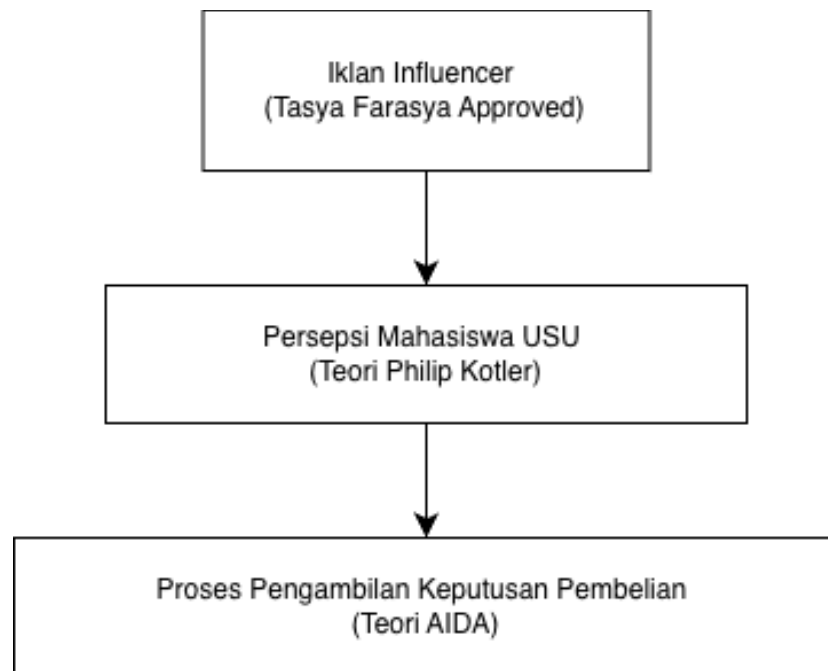 Iklan Influencer
(Tasya Farasya Approved)
Persepsi Mahasiswa USU
(Teori Philip Kotler)
Proses Pengambilan Keputusan Pembelian
(Teori AIDA)